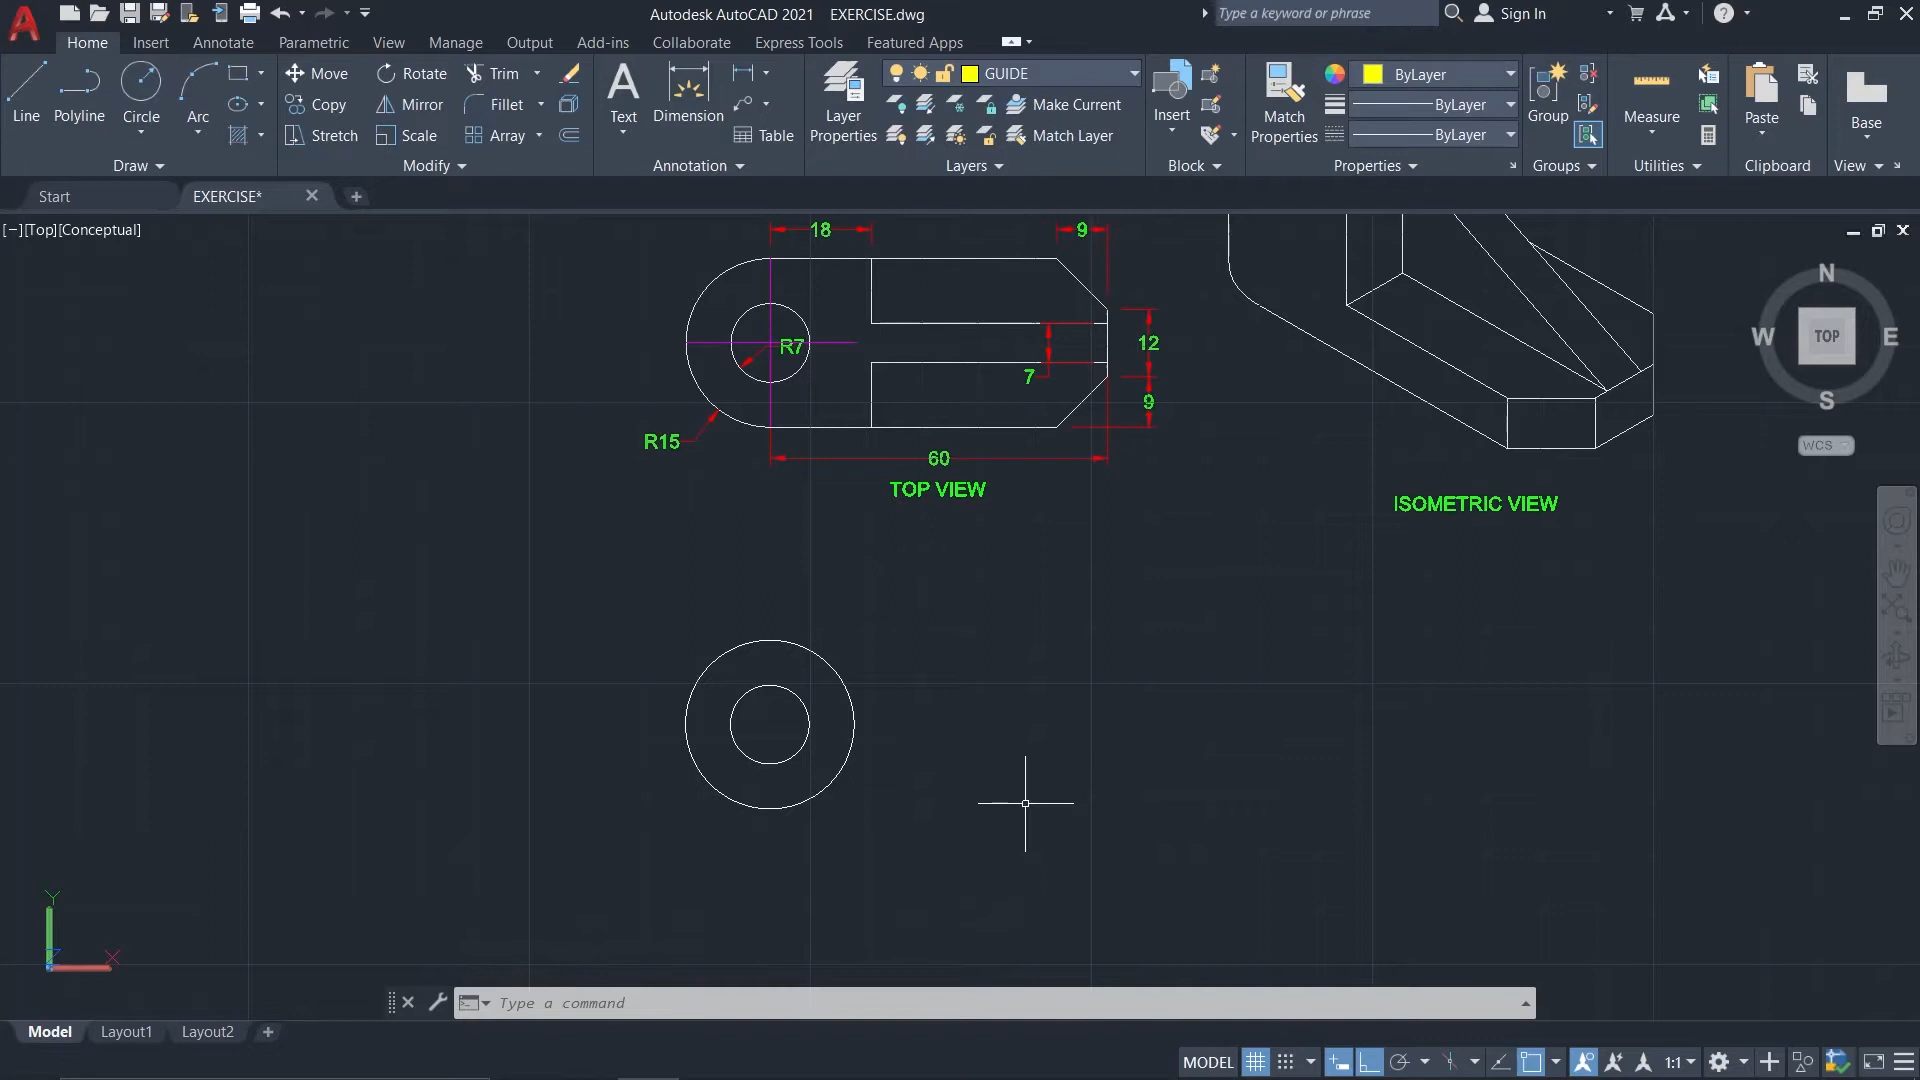 Autodesk AutoCAD 2021 EXERCISE.dwg
Type a keyword or phrase
Sign In
Home Insert Annotate Parametric View Manage Output Add-ins Collaborate Express Tools Featured Apps
Line Polyline Circle Arc
Move Rotate Trim
Copy Mirror Fillet
Stretch Scale Array
Text Dimension Table
Layer Properties
GUIDE
Make Current
Match Layer
Insert
Match Properties
ByLayer
ByLayer
ByLayer
Group
Measure
Paste
Base
Draw Modify Annotation Layers Block Properties Groups Utilities Clipboard View
Start EXERCISE*
[−][Top][Conceptual]
18 9
R7 12
7
9
R15
60
TOP VIEW
ISOMETRIC VIEW
N
W TOP E
S
WCS
Y
Z X
Type a command
Model Layout1 Layout2
MODEL 1:1